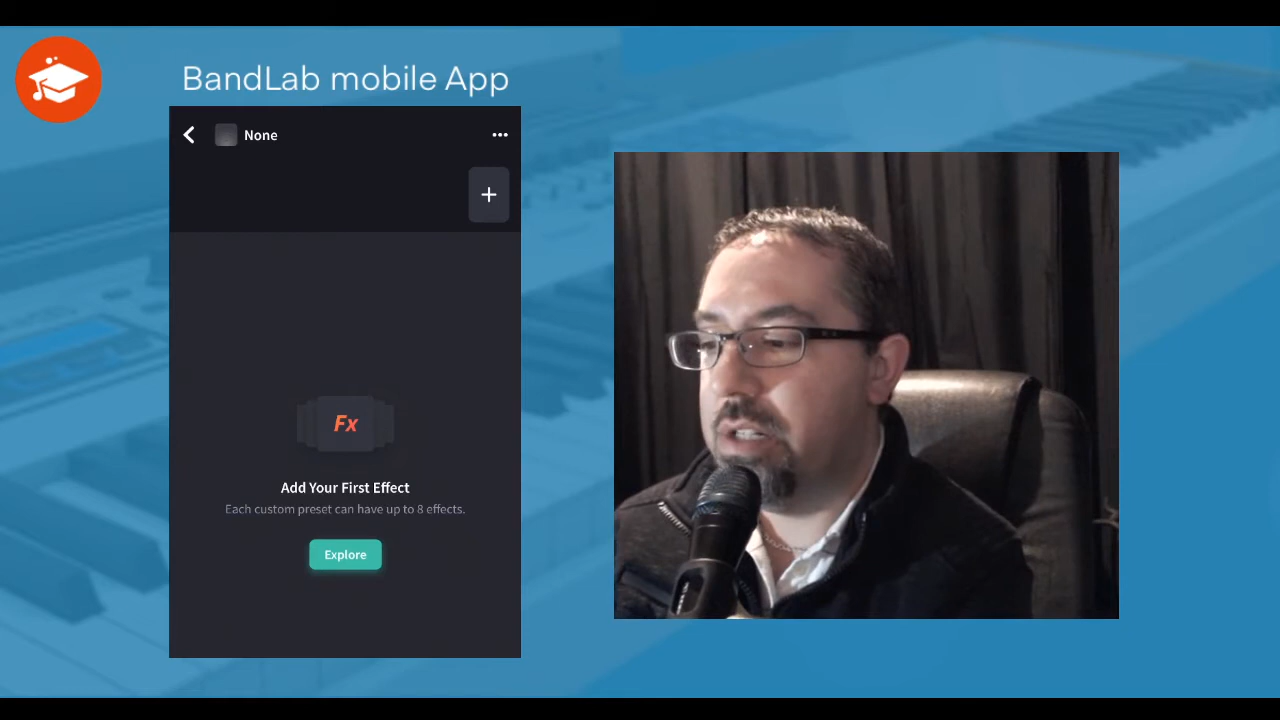 BandLab mobile App
None
Fx
Add Your First Effect
Each custom preset can have up to 8 effects.
Explore